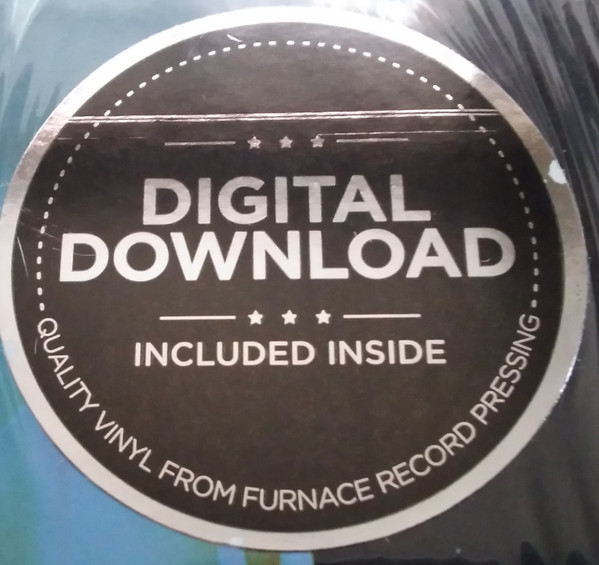 DIGITAL
DOWNLOAD
INCLUDED INSIDE
QUALITY VINYL FROM FURNACE RECORD PRESSING